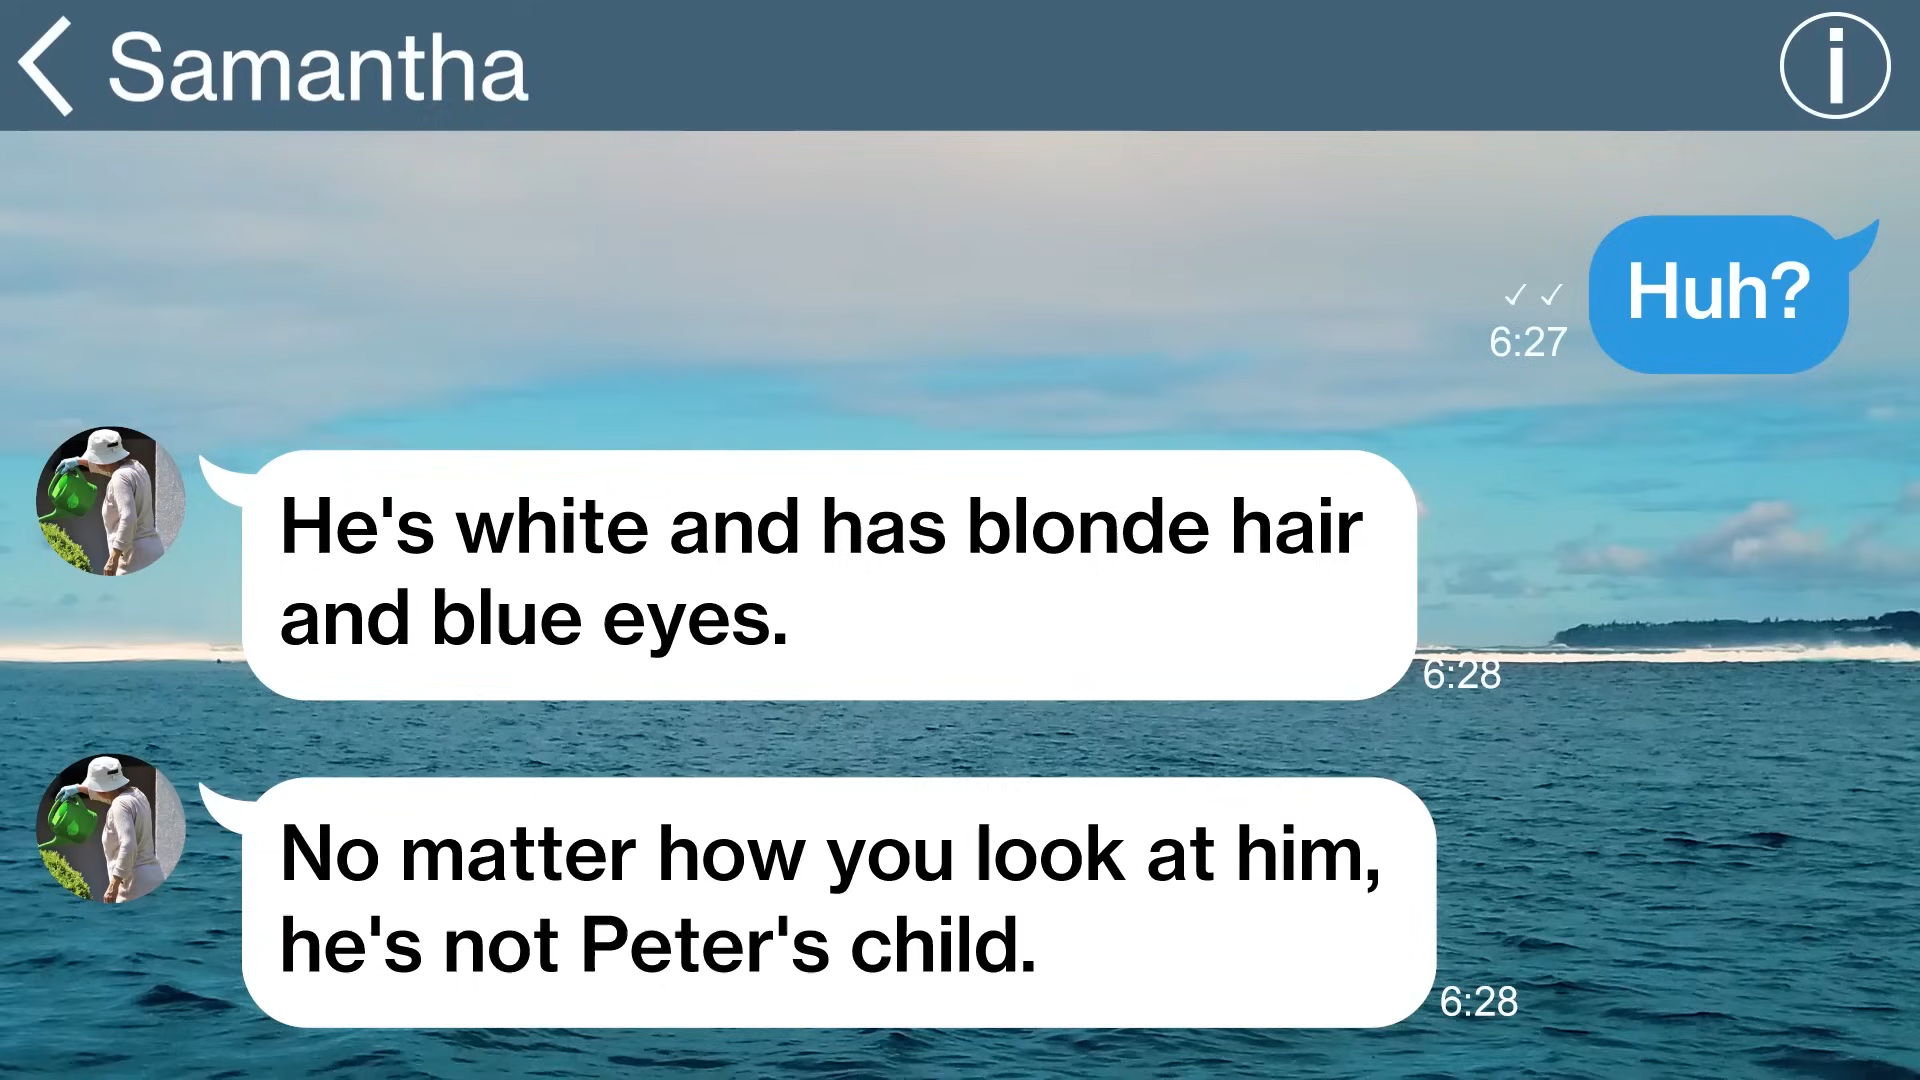 Samantha
Huh?
✓ ✓
6:27
He's white and has blonde hair
and blue eyes.
6:28
No matter how you look at him,
he's not Peter's child.
6:28